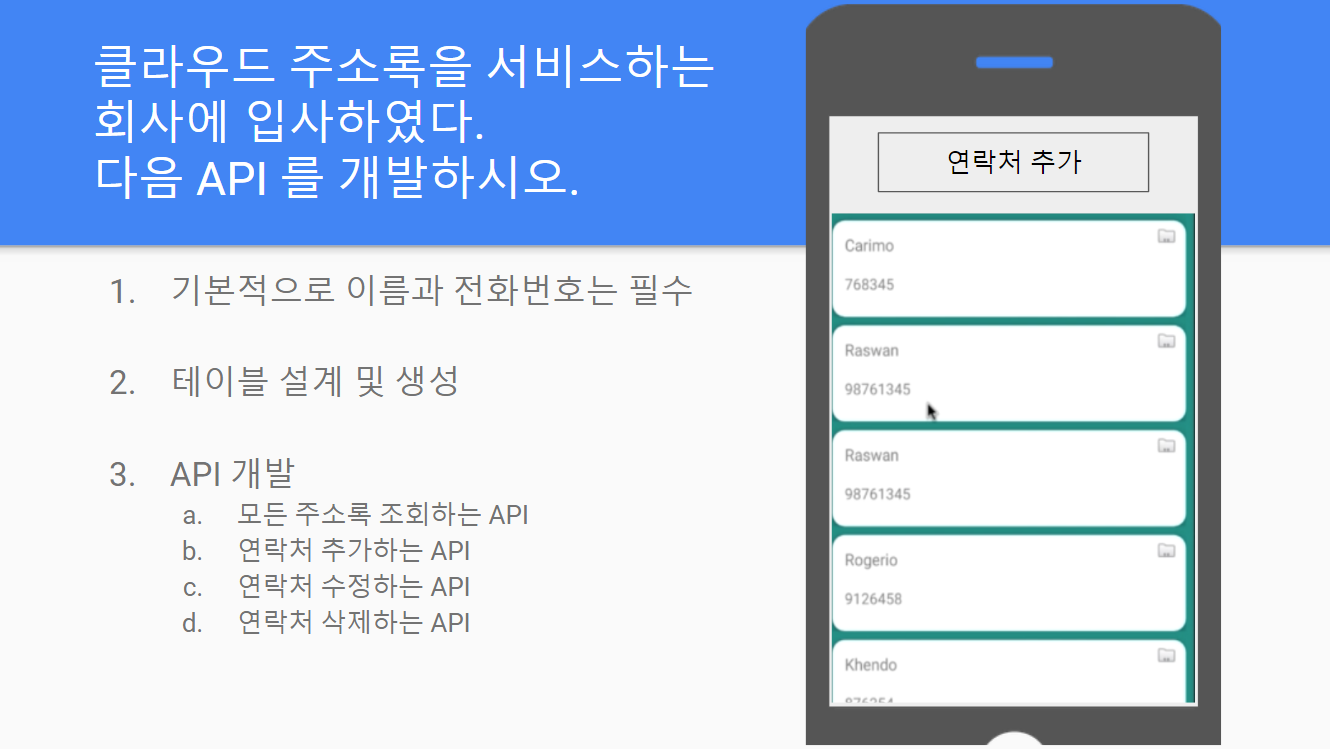 클라우드 주소록을 서비스하는
회사에 입사하였다.
다음 API 를 개발하시오.
1. 기본적으로 이름과 전화번호는 필수
2. 테이블 설계 및 생성
3. API 개발
a. 모든 주소록 조회하는 API
b. 연락처 추가하는 API
c. 연락처 수정하는 API
d. 연락처 삭제하는 API
연락처 추가
Carimo
768345
Raswan
98761345
Raswan
98761345
Rogerio
9126458
Khendo